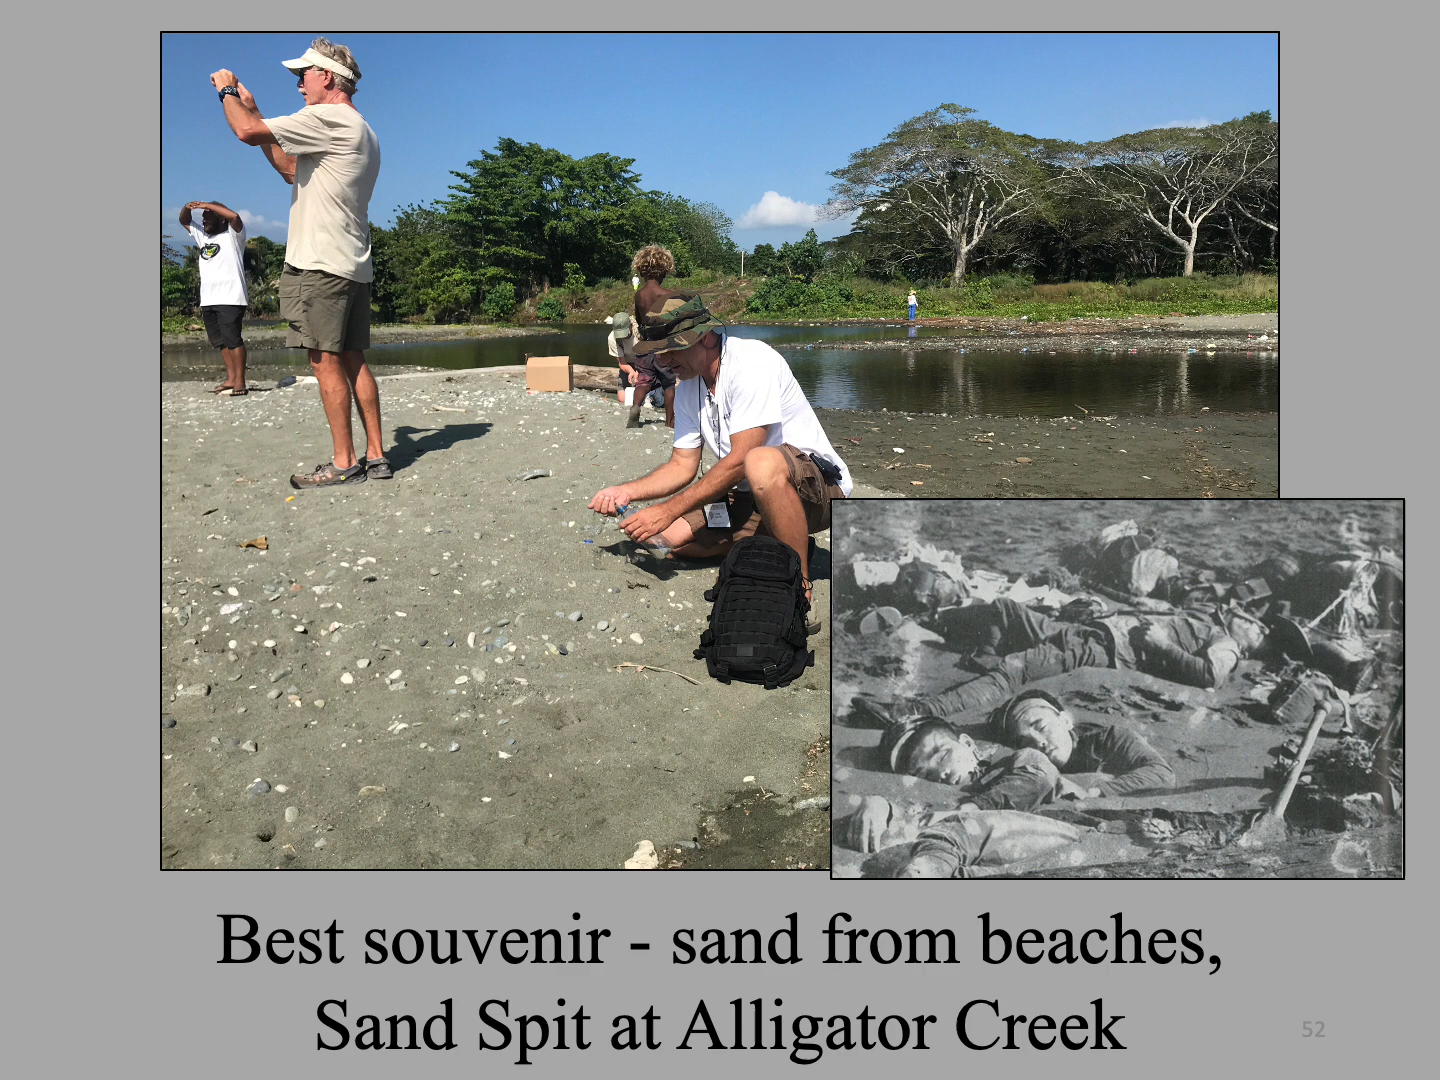 Best souvenir - sand from beaches,
Sand Spit at Alligator Creek
52